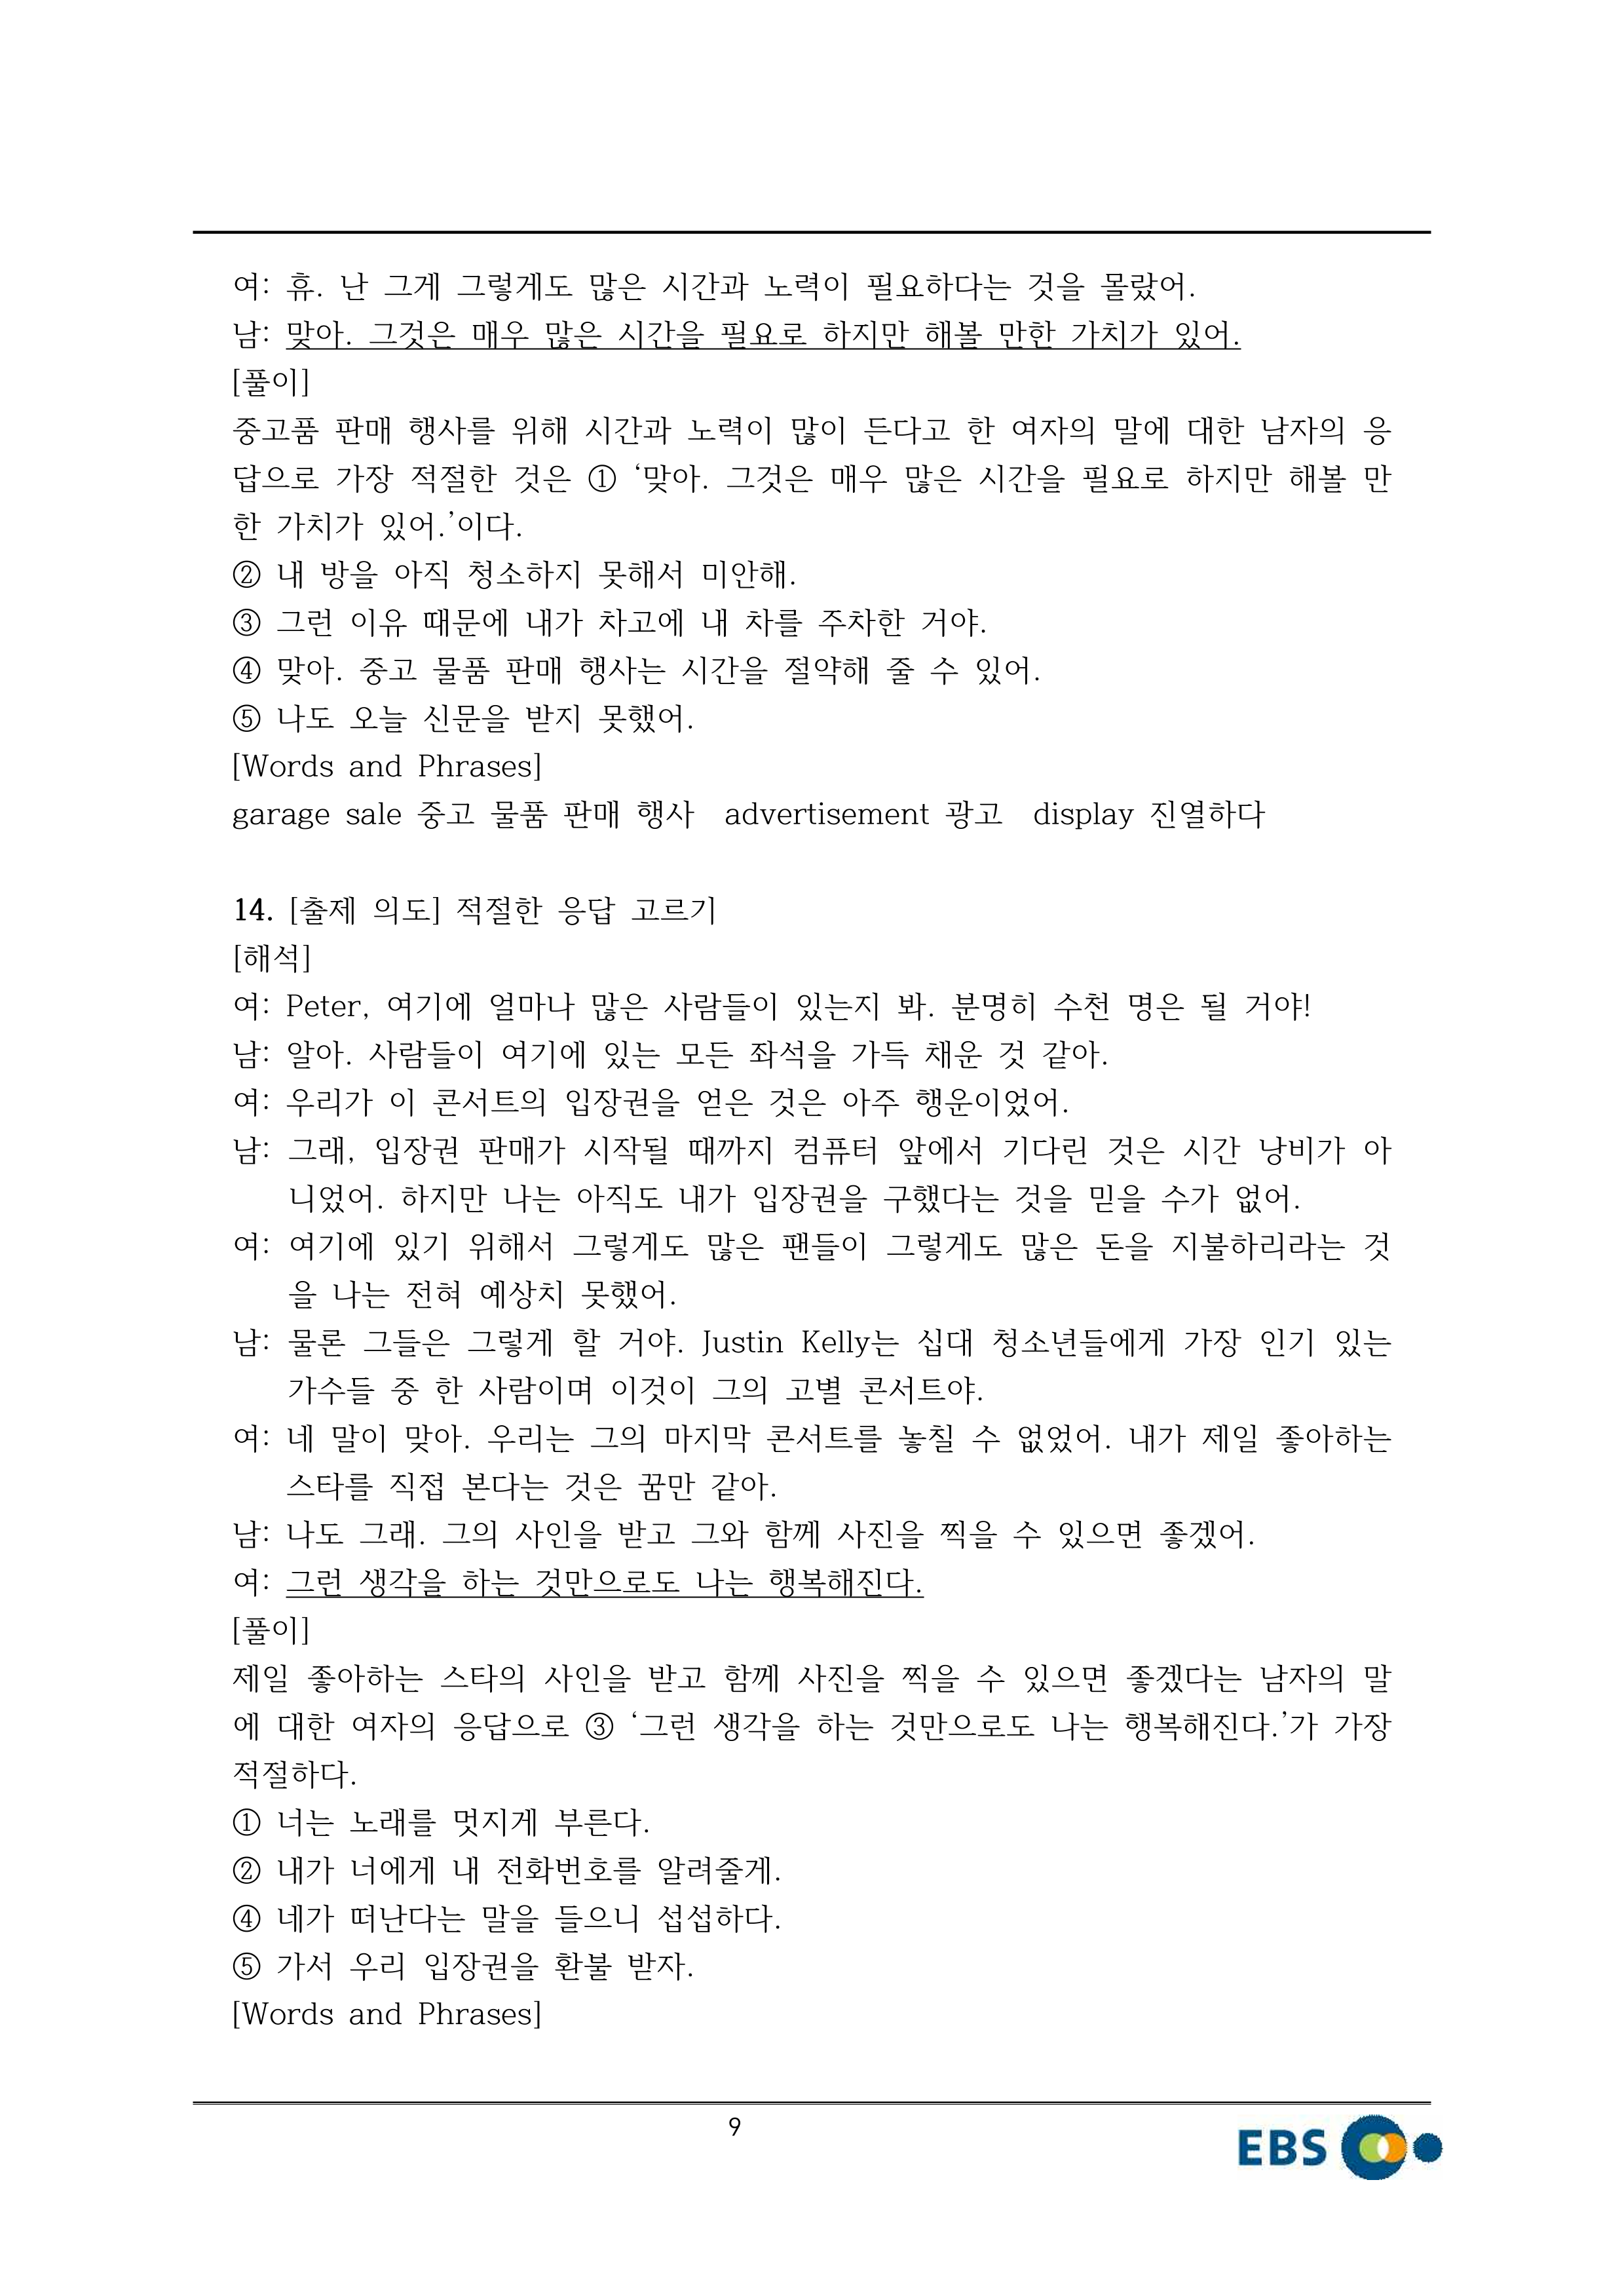 여: 휴. 난 그게 그렇게도 많은 시간과 노력이 필요하다는 것을 몰랐어.
남: 맞아. 그것은 매우 많은 시간을 필요로 하지만 해볼 만한 가치가 있어.
[풀이]
중고품 판매 행사를 위해 시간과 노력이 많이 든다고 한 여자의 말에 대한 남자의 응
답으로 가장 적절한 것은 ① ‘맞아. 그것은 매우 많은 시간을 필요로 하지만 해볼 만
한 가치가 있어.’이다.
② 내 방을 아직 청소하지 못해서 미안해.
③ 그런 이유 때문에 내가 차고에 내 차를 주차한 거야.
④ 맞아. 중고 물품 판매 행사는 시간을 절약해 줄 수 있어.
⑤ 나도 오늘 신문을 받지 못했어.
[Words and Phrases]
garage sale 중고 물품 판매 행사  advertisement 광고  display 진열하다
14. [출제 의도] 적절한 응답 고르기
[해석]
여: Peter, 여기에 얼마나 많은 사람들이 있는지 봐. 분명히 수천 명은 될 거야!
남: 알아. 사람들이 여기에 있는 모든 좌석을 가득 채운 것 같아.
여: 우리가 이 콘서트의 입장권을 얻은 것은 아주 행운이었어.
남: 그래, 입장권 판매가 시작될 때까지 컴퓨터 앞에서 기다린 것은 시간 낭비가 아
니었어. 하지만 나는 아직도 내가 입장권을 구했다는 것을 믿을 수가 없어.
여: 여기에 있기 위해서 그렇게도 많은 팬들이 그렇게도 많은 돈을 지불하리라는 것
을 나는 전혀 예상치 못했어.
남: 물론 그들은 그렇게 할 거야. Justin Kelly는 십대 청소년들에게 가장 인기 있는
가수들 중 한 사람이며 이것이 그의 고별 콘서트야.
여: 네 말이 맞아. 우리는 그의 마지막 콘서트를 놓칠 수 없었어. 내가 제일 좋아하는
스타를 직접 본다는 것은 꿈만 같아.
남: 나도 그래. 그의 사인을 받고 그와 함께 사진을 찍을 수 있으면 좋겠어.
여: 그런 생각을 하는 것만으로도 나는 행복해진다.
[풀이]
제일 좋아하는 스타의 사인을 받고 함께 사진을 찍을 수 있으면 좋겠다는 남자의 말
에 대한 여자의 응답으로 ③ ‘그런 생각을 하는 것만으로도 나는 행복해진다.’가 가장
적절하다.
① 너는 노래를 멋지게 부른다.
② 내가 너에게 내 전화번호를 알려줄게.
④ 네가 떠난다는 말을 들으니 섭섭하다.
⑤ 가서 우리 입장권을 환불 받자.
[Words and Phrases]
9
EBS